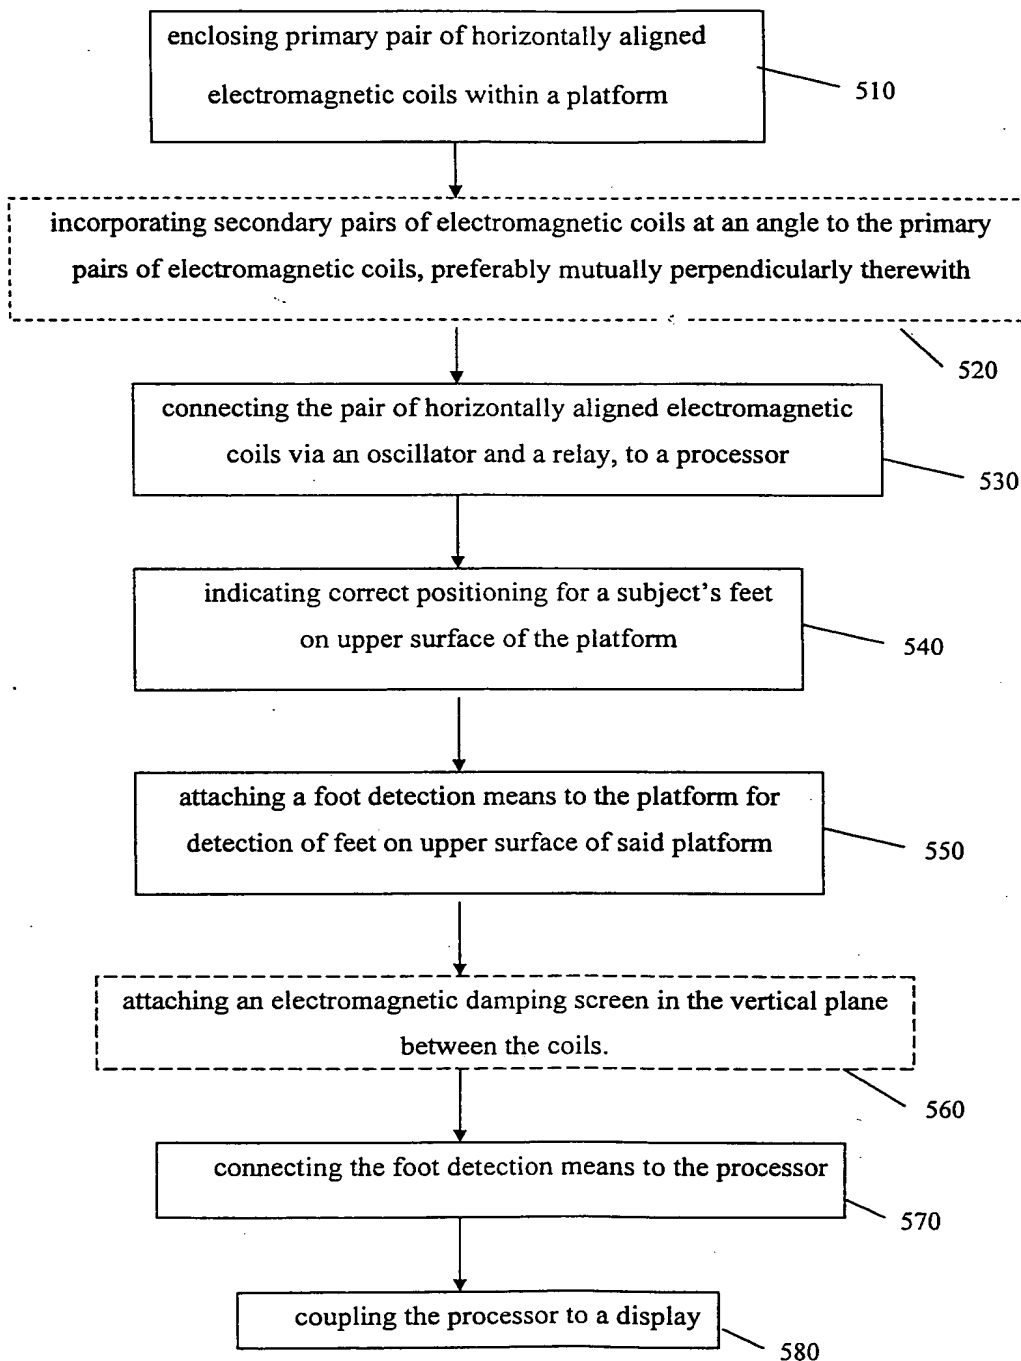 enclosing primary pair of horizontally aligned
electromagnetic coils within a platform
510
incorporating secondary pairs of electromagnetic coils at an angle to the primary
pairs of electromagnetic coils, preferably mutually perpendicularly therewith
520
connecting the pair of horizontally aligned electromagnetic
coils via an oscillator and a relay, to a processor
530
indicating correct positioning for a subject's feet
on upper surface of the platform
540
attaching a foot detection means to the platform for
detection of feet on upper surface of said platform
550
attaching an electromagnetic damping screen in the vertical plane
between the coils.
560
connecting the foot detection means to the processor
570
coupling the processor to a display
580